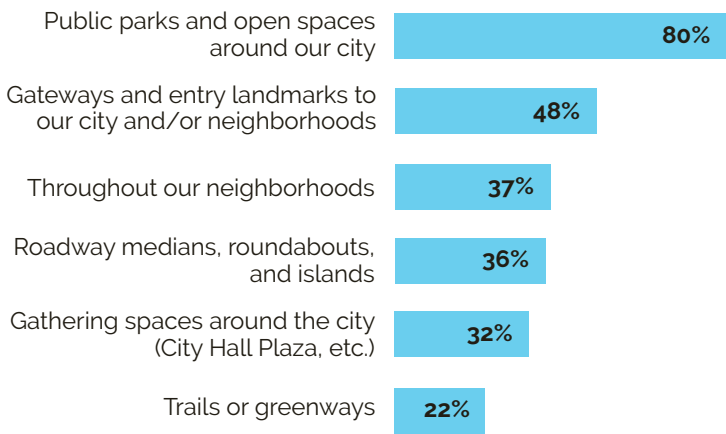 Public parks and open spaces
around our city
80%
Gateways and entry landmarks to
our city and/or neighborhoods
48%
Throughout our neighborhoods
37%
Roadway medians, roundabouts,
and islands
36%
Gathering spaces around the city
(City Hall Plaza, etc.)
32%
Trails or greenways
22%